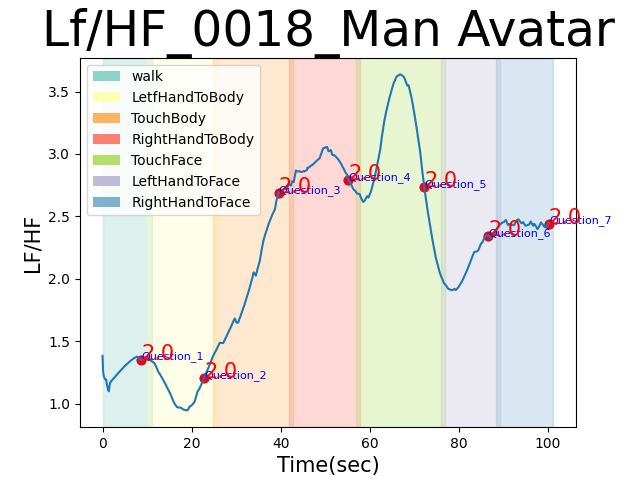 Lf/HF_0018_Man Avatar
walk
LetfHandToBody
TouchBody
RightHandToBody
TouchFace
LeftHandToFace
RightHandToFace
2.0
Question_1
2.0
Question_2
2.0
Question_3
2.0
Question_4
2.0
Question_5
2.0
Question_6
2.0
Question_7
LF/HF
3.5
3.0
2.5
2.0
1.5
1.0
0 20 40 60 80 100
Time(sec)